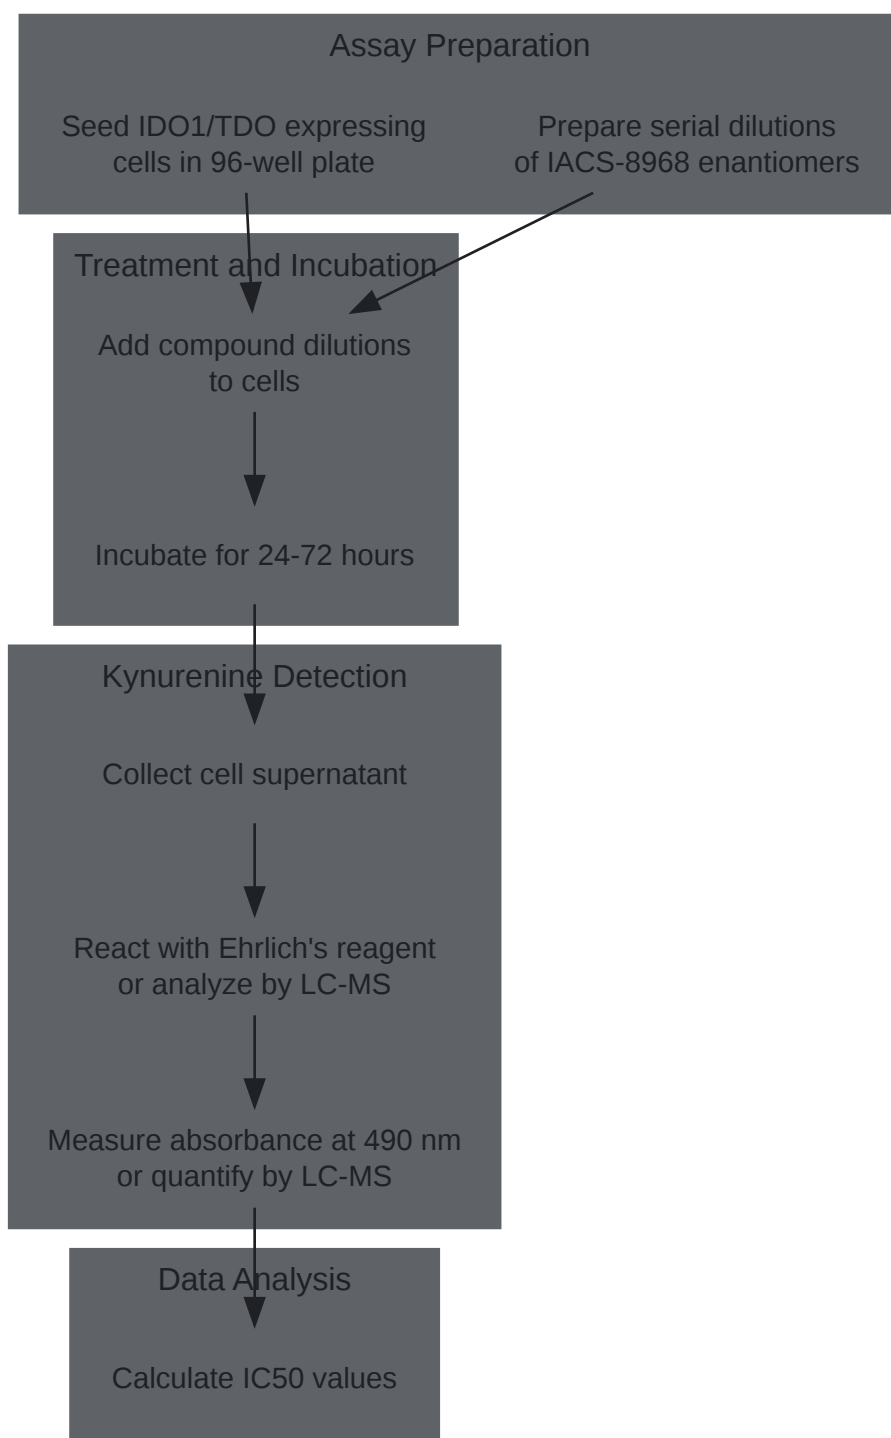 Assay Preparation
Seed IDO1/TDO expressing
cells in 96-well plate
Prepare serial dilutions
of IACS-8968 enantiomers
Treatment and Incubation
Add compound dilutions
to cells
Incubate for 24-72 hours
Kynurenine Detection
Collect cell supernatant
React with Ehrlich's reagent
or analyze by LC-MS
Measure absorbance at 490 nm
or quantify by LC-MS
Data Analysis
Calculate IC50 values